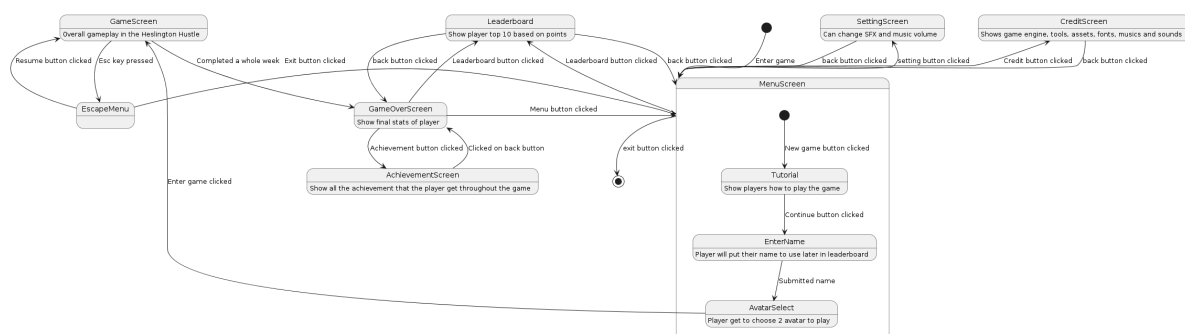 GameScreen
Overall gameplay in the Heslington Hustle
Leaderboard
Show player top 10 based on points
SettingScreen
Can change SFX and music volume
CreditScreen
Shows game engine, tools, assets, fonts, musics and sounds
Resume button clicked
Esc key pressed
Completed a whole week
Exit button clicked
back button clicked
Leaderboard button clicked
Leaderboard button clicked
back button clicked
Enter game
back button clicked
setting button clicked
Credit button clicked
back button clicked
EscapeMenu
GameOverScreen
Show final stats of player
Menu button clicked
MenuScreen
Achievement button clicked
Clicked on back button
exit button clicked
New game button clicked
AchievementScreen
Show all the achievement that the player get throughout the game
Enter game clicked
Tutorial
Show players how to play the game
Continue button clicked
EnterName
Player will put their name to use later in leaderboard
Submitted name
AvatarSelect
Player get to choose 2 avatar to play